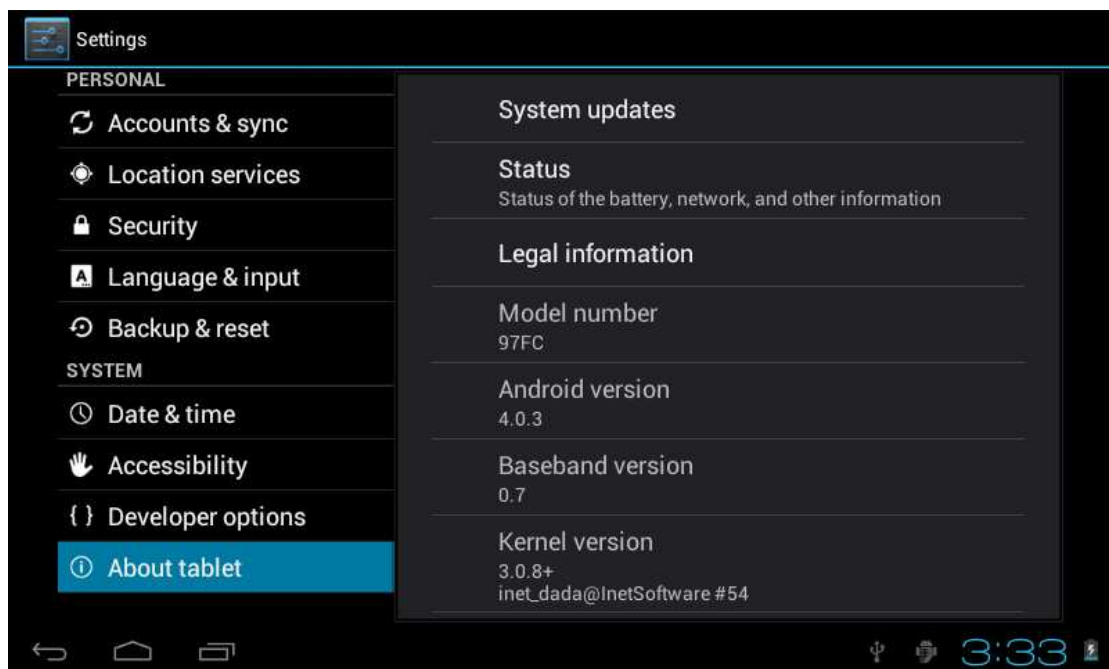 Settings
PERSONAL
Accounts & sync
Location services
Security
Language & input
Backup & reset
SYSTEM
Date & time
Accessibility
{ } Developer options
About tablet
System updates
Status
Status of the battery, network, and other information
Legal information
Model number
97FC
Android version
4.0.3
Baseband version
0.7
Kernel version
3.0.8+
inet_dada@InetSoftware #54
3:33